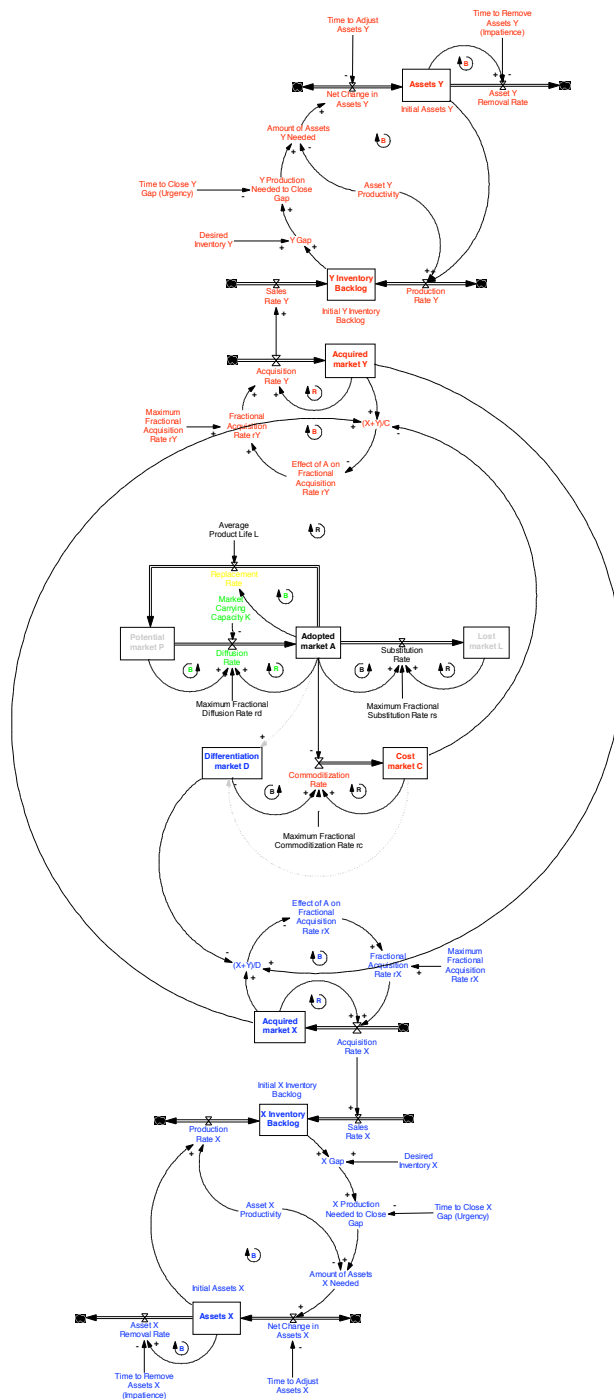 Time to Adjust
Assets Y
Time to Remove
Assets Y
(Impatience)
B
Assets Y
Net Change in
Assets Y
Initial Assets Y
Asset Y
Removal Rate
Amount of Assets
Y Needed
B
Time to Close Y
Gap (Urgency)
Y Production
Needed to Close
Gap
Asset Y
Productivity
Desired
Inventory Y
Y Gap
Y Inventory
Backlog
Sales
Rate Y
Production
Rate Y
Initial Y Inventory
Backlog
Acquired
market Y
Acquisition
Rate Y
R
Maximum
Fractional
Acquisition
Rate rY
Fractional
Acquisition
Rate rY
B
(X+Y)/C
Effect of A on
Fractional
Acquisition
Rate rY
Average
Product Life L
R
Replacement
Rate
B
Market
Carrying
Capacity K
Potential
market P
Adopted
market A
Lost
market L
Diffusion
Rate
Substitution
Rate
B
R
B
R
Maximum Fractional
Diffusion Rate rd
Maximum Fractional
Substitution Rate rs
Differentiation
market D
Cost
market C
Commoditization
Rate
B
R
Maximum Fractional
Commoditization Rate rc
Effect of A on
Fractional
Acquisition
Rate rX
(X+Y)/D
B
Fractional
Acquisition
Rate rX
Maximum
Fractional
Acquisition
Rate rX
R
Acquired
market X
Acquisition
Rate X
Initial X Inventory
Backlog
X Inventory
Backlog
Production
Rate X
Sales
Rate X
X Gap
Desired
Inventory X
Asset X
Productivity
X Production
Needed to Close
Gap
Time to Close X
Gap (Urgency)
B
Amount of Assets
X Needed
Initial Assets X
Assets X
Asset X
Removal Rate
Net Change in
Assets X
B
Time to Remove
Assets X
(Impatience)
Time to Adjust
Assets X